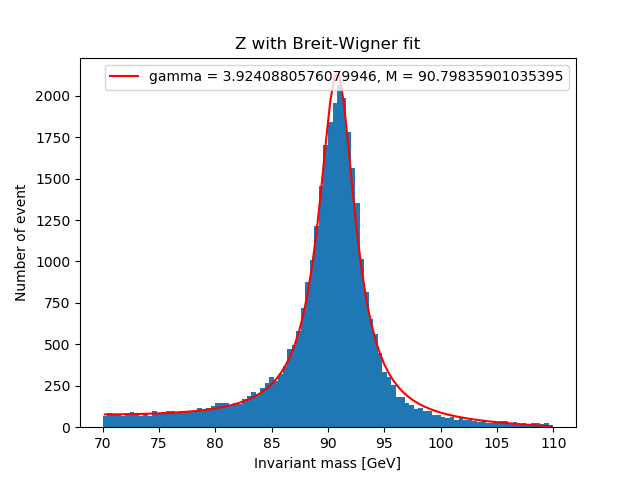 Z with Breit-Wigner fit
gamma = 3.9240880576079946, M = 90.79835901035395
2000
1750
1500
1250
1000
750
500
250
0
Number of event
70 75 80 85 90 95 100 105 110
Invariant mass [GeV]